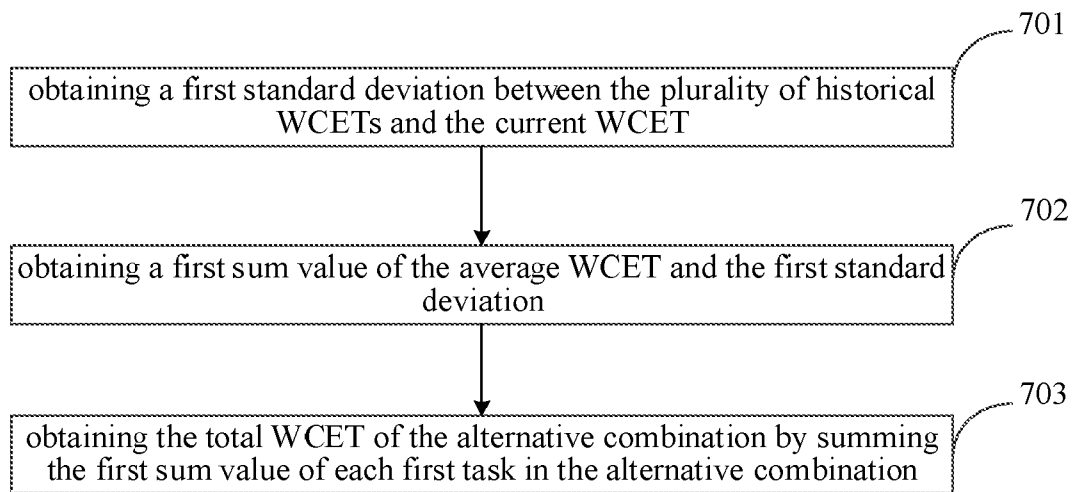 701
obtaining a first standard deviation between the plurality of historical
WCETs and the current WCET
702
obtaining a first sum value of the average WCET and the first standard
deviation
703
obtaining the total WCET of the alternative combination by summing
the first sum value of each first task in the alternative combination